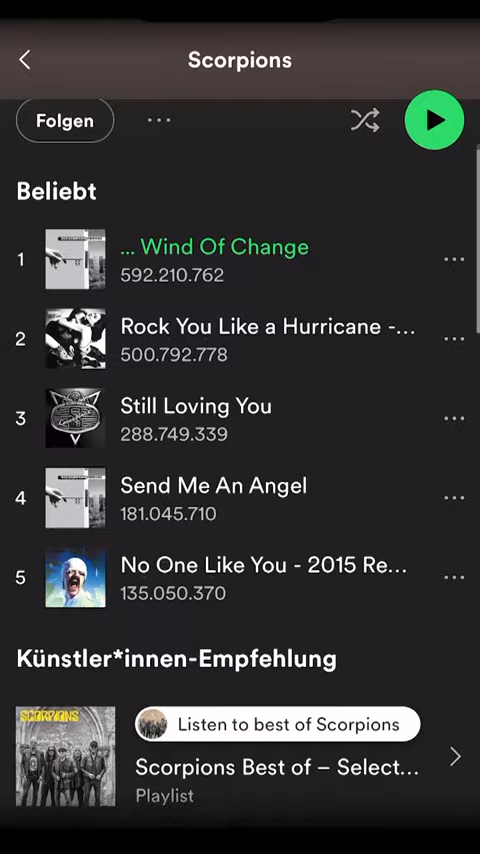 Scorpions
Folgen
Beliebt
1
... Wind Of Change
592.210.762
2
Rock You Like a Hurricane -...
500.792.778
3
Still Loving You
288.749.339
4
Send Me An Angel
181.045.710
5
No One Like You - 2015 Re...
135.050.370
Künstler*innen-Empfehlung
SCORPIONS
Listen to best of Scorpions
Scorpions Best of – Select...
Playlist